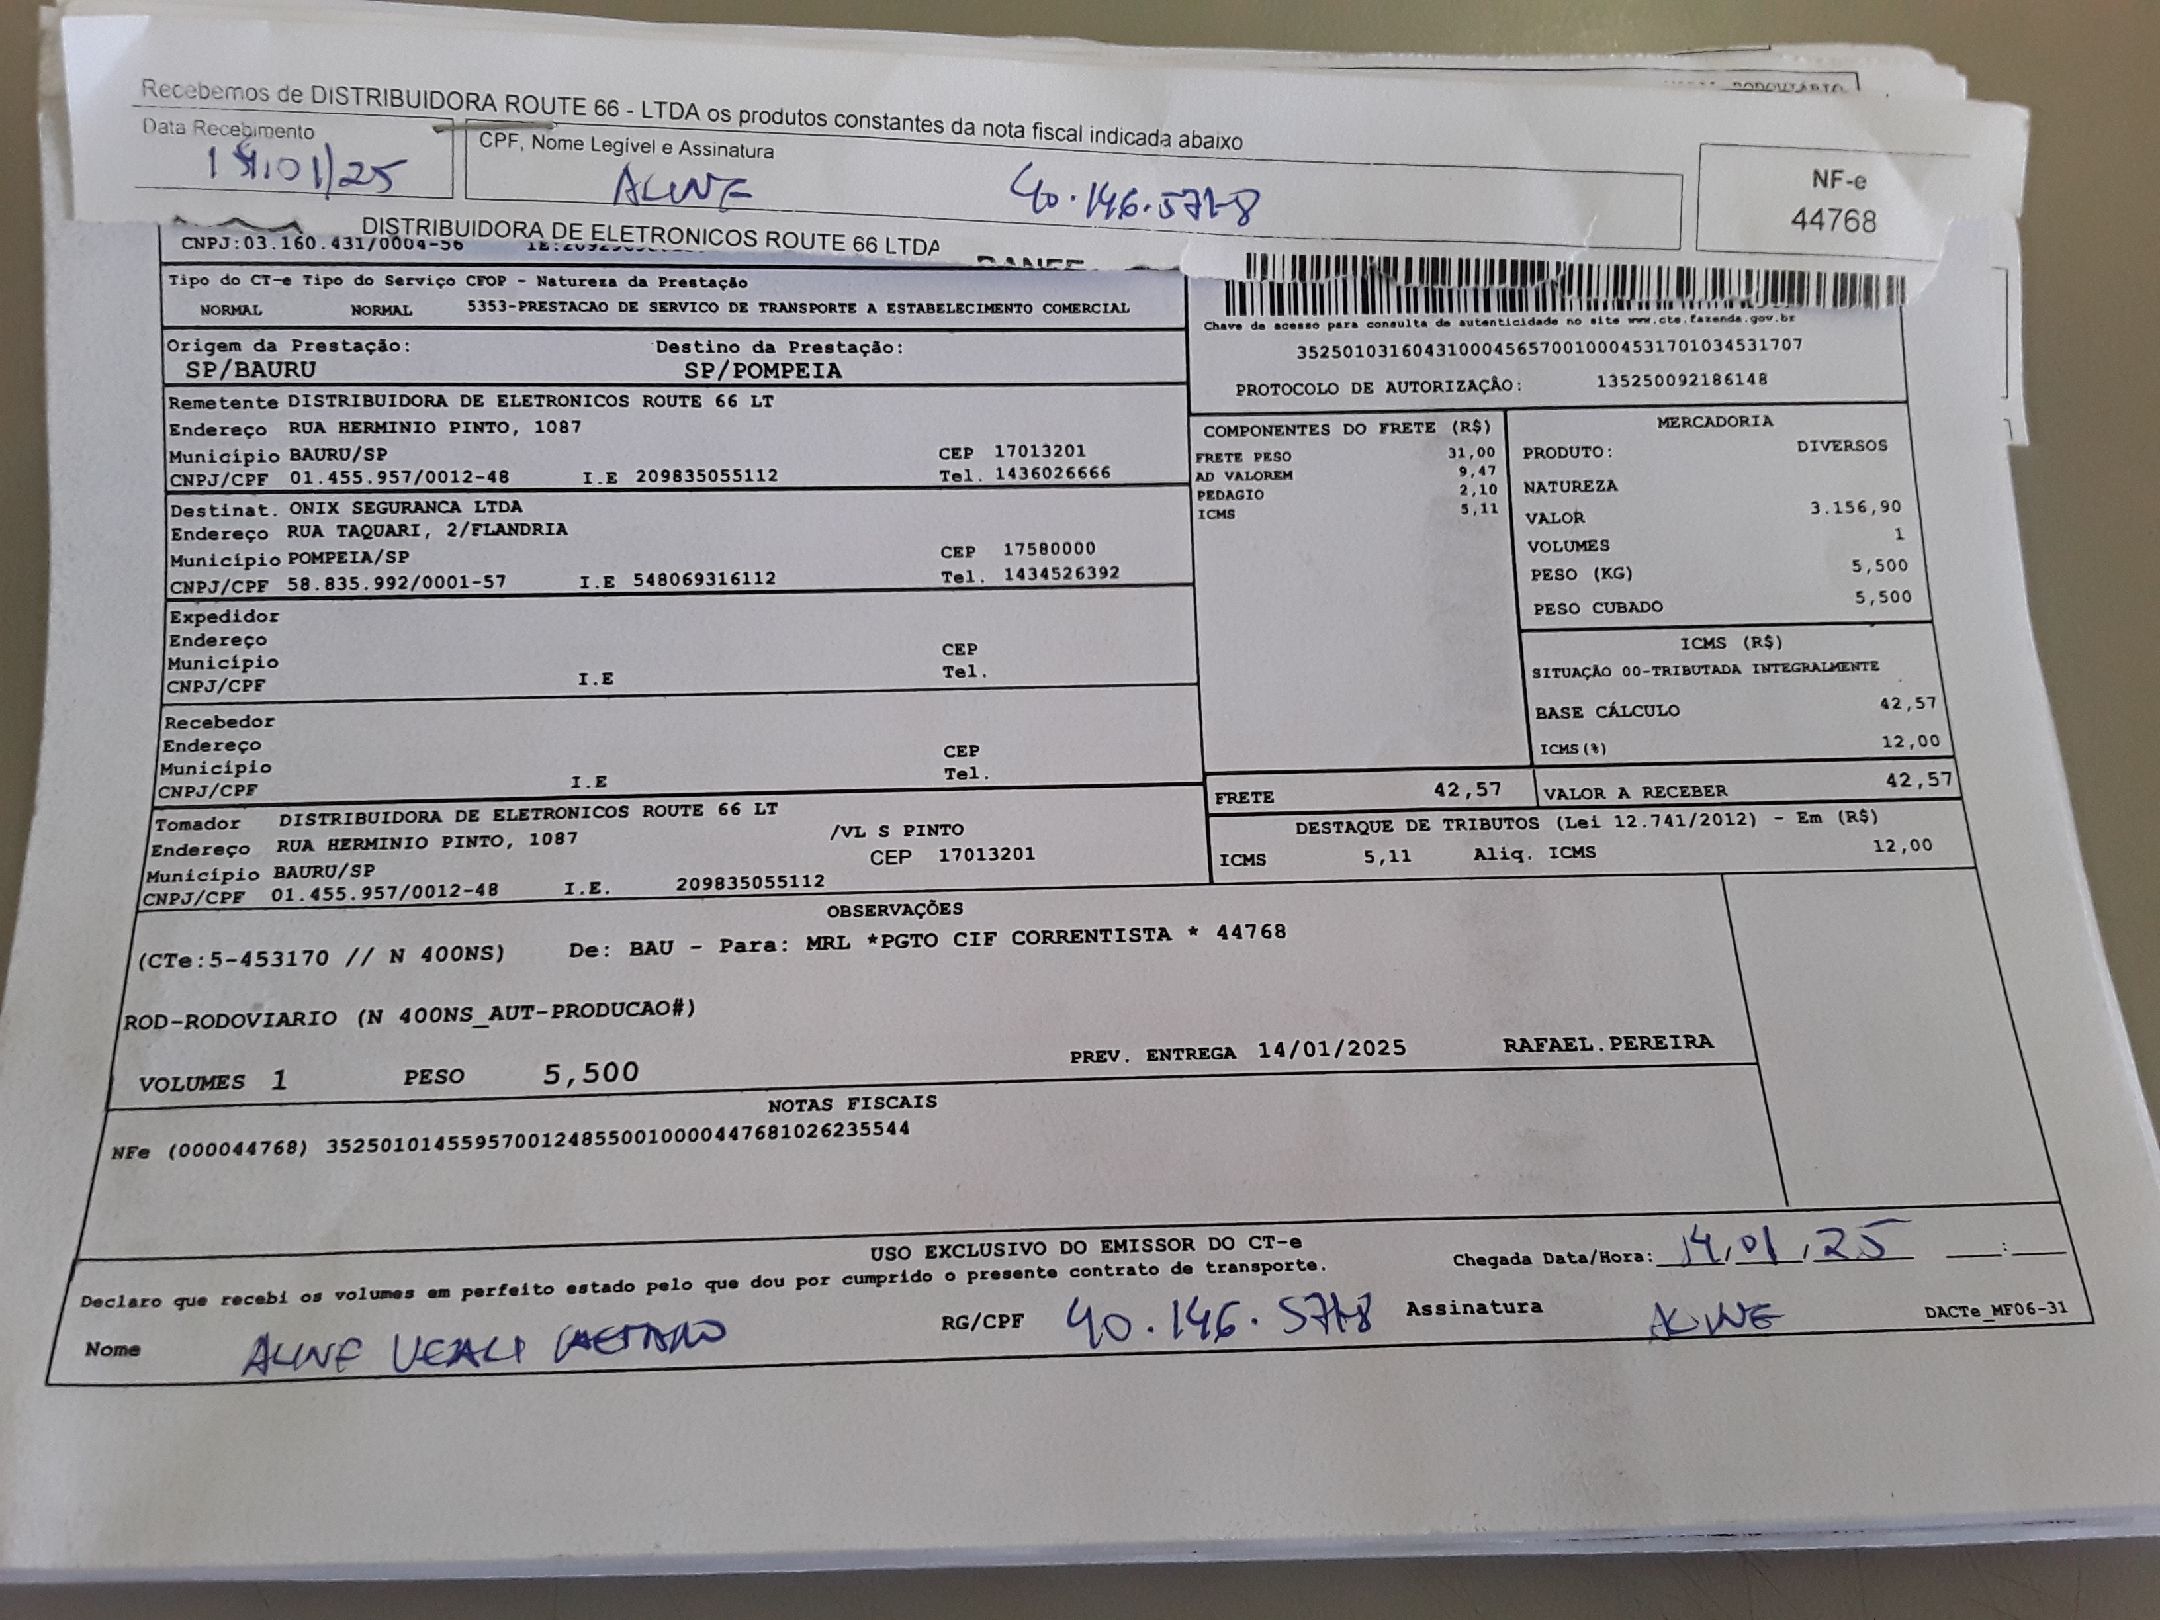 Recebemos de DISTRIBUIDORA ROUTE 66 - LTDA os produtos constantes da nota fiscal indicada abaixo
Data Recebimento
CPF, Nome Legível e Assinatura
NF-e
44768
01/25
ALINE
40.146.571-8
DISTRIBUIDORA DE ELETRONICOS ROUTE 66 LTDA
CNPJ:03.160.431/0004-56
Tipo do CT-e Tipo do Serviço CFOP - Natureza da Prestação
NORMAL NORMAL 5353-PRESTACAO DE SERVICO DE TRANSPORTE A ESTABELECIMENTO COMERCIAL
Chave de acesso para consulta de autenticidade no site www.cte.fazenda.gov.br
35250103160431000456570010004531701034531707
PROTOCOLO DE AUTORIZAÇÂO: 135250092186148
Origem da Prestação: Destino da Prestação:
SP/BAURU SP/POMPEIA
Remetente DISTRIBUIDORA DE ELETRONICOS ROUTE 66 LT
Endereço RUA HERMINIO PINTO, 1087
Município BAURU/SP CEP 17013201
CNPJ/CPF 01.455.957/0012-48 I.E 209835055112 Tel. 1436026666
Destinat. ONIX SEGURANCA LTDA
Endereço RUA TAQUARI, 2/FLANDRIA
Município POMPEIA/SP CEP 17580000
CNPJ/CPF 58.835.992/0001-57 I.E 548069316112 Tel. 1434526392
Expedidor
Endereço
Município CEP
CNPJ/CPF I.E Tel.
Recebedor
Endereço
Município CEP
CNPJ/CPF I.E Tel.
Tomador DISTRIBUIDORA DE ELETRONICOS ROUTE 66 LT
Endereço RUA HERMINIO PINTO, 1087 /VL S PINTO
Município BAURU/SP CEP 17013201
CNPJ/CPF 01.455.957/0012-48 I.E. 209835055112
COMPONENTES DO FRETE (R$)
FRETE PESO 31,00
AD VALOREM 9,47
PEDAGIO 2,10
ICMS 5,11
MERCADORIA
PRODUTO: DIVERSOS
NATUREZA
VALOR 3.156,90
VOLUMES 1
PESO (KG) 5,500
PESO CUBADO 5,500
ICMS (R$)
SITUAÇÃO 00-TRIBUTADA INTEGRALMENTE
BASE CÁLCULO 42,57
ICMS(%) 12,00
FRETE 42,57 VALOR A RECEBER 42,57
DESTAQUE DE TRIBUTOS (Lei 12.741/2012) - Em (R$)
ICMS 5,11 Aliq. ICMS 12,00
OBSERVAÇÕES
(CTe:5-453170 // N 400NS) De: BAU - Para: MRL *PGTO CIF CORRENTISTA * 44768
ROD-RODOVIARIO (N 400NS_AUT-PRODUCAO#)
VOLUMES 1 PESO 5,500 PREV. ENTREGA 14/01/2025 RAFAEL.PEREIRA
NOTAS FISCAIS
NFe (000044768) 35250101455957001248550010000447681026235544
USO EXCLUSIVO DO EMISSOR DO CT-e
Declaro que recebi os volumes em perfeito estado pelo que dou por cumprido o presente contrato de transporte.
Chegada Data/Hora: 14/01/25 __:__
Nome ALINE CAETANO RG/CPF 40.146.571-8 Assinatura ALINE
DACTe_MF06-31